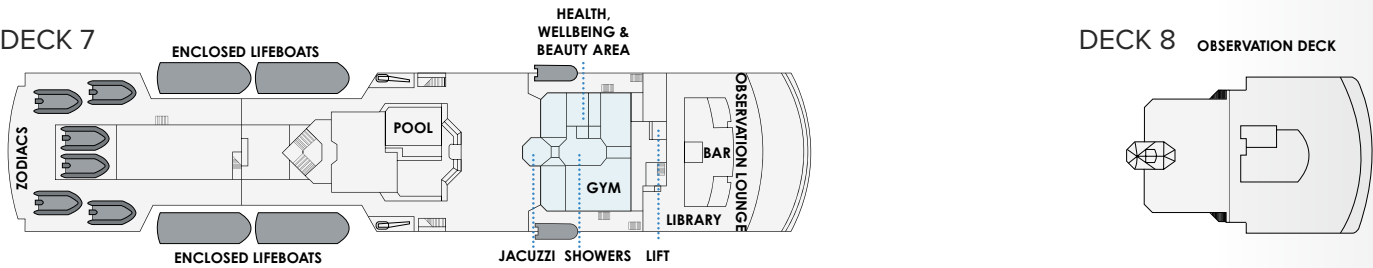 DECK 7
ENCLOSED LIFEBOATS
HEALTH,
WELLBEING &
BEAUTY AREA
ZODIACS
POOL
GYM
BAR
OBSERVATION LOUNGE
LIBRARY
ENCLOSED LIFEBOATS
JACUZZI
SHOWERS
LIFT
DECK 8
OBSERVATION DECK